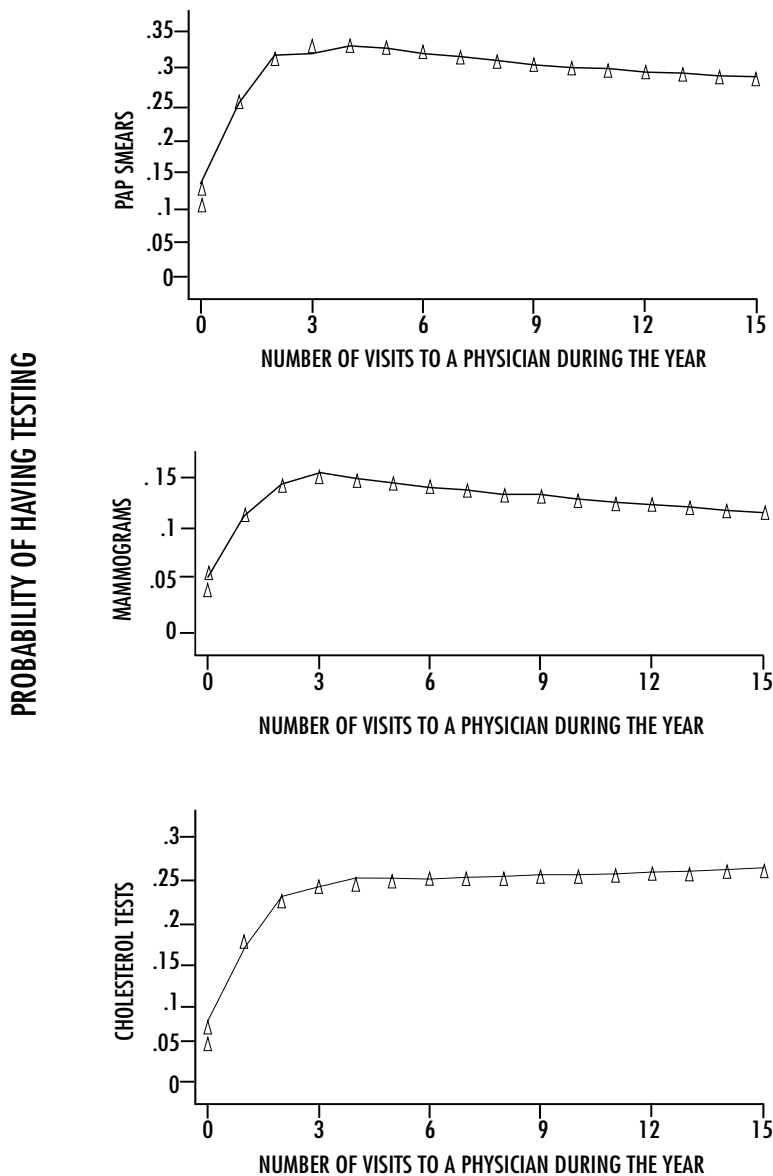 PROBABILITY OF HAVING TESTING
PAP SMEARS
.35
.3
.25
.2
.15
.1
.05
0
0 3 6 9 12 15
NUMBER OF VISITS TO A PHYSICIAN DURING THE YEAR
MAMMOGRAMS
.15
.1
.05
0
0 3 6 9 12 15
NUMBER OF VISITS TO A PHYSICIAN DURING THE YEAR
CHOLESTEROL TESTS
.3
.25
.2
.15
.1
.05
0
0 3 6 9 12 15
NUMBER OF VISITS TO A PHYSICIAN DURING THE YEAR